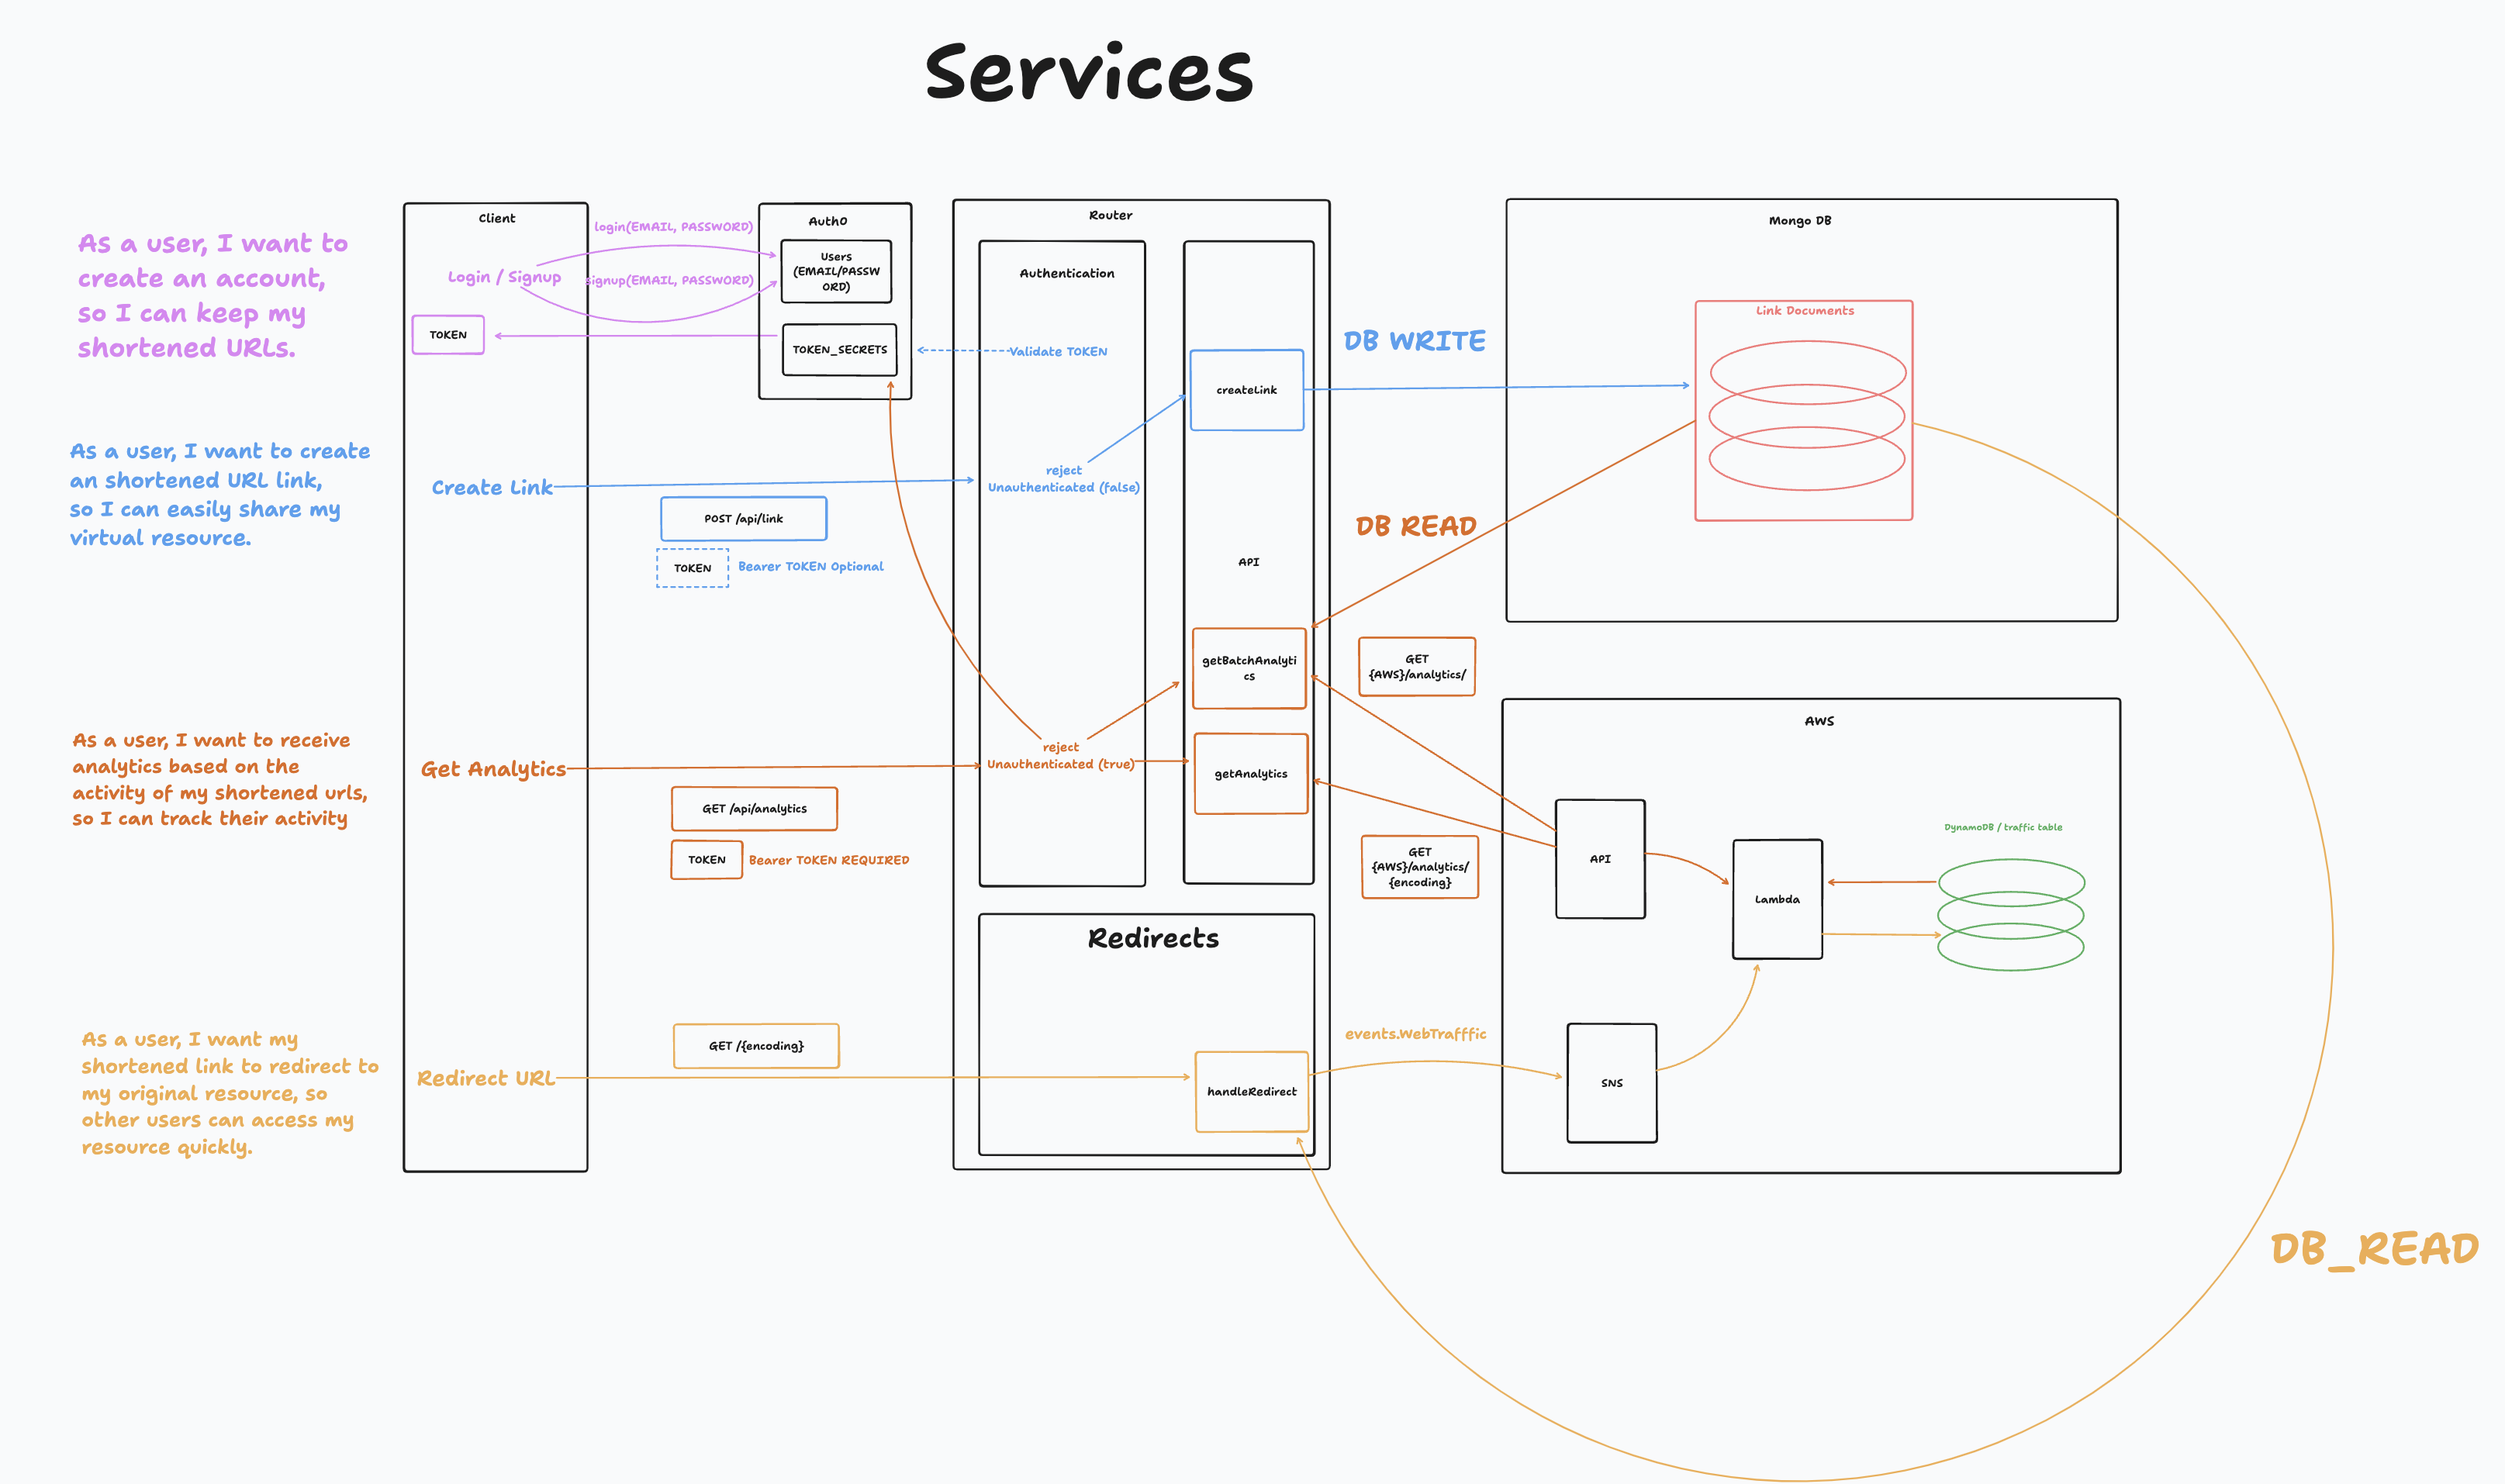 Services
As a user, I want to
create an account,
so I can keep my
shortened URLs.
As a user, I want to create
an shortened URL link,
so I can easily share my
virtual resource.
As a user, I want to receive
analytics based on the
activity of my shortened urls,
so I can track their activity
As a user, I want my
shortened link to redirect to
my original resource, so
other users can access my
resource quickly.
Client
Login / Signup
TOKEN
Create Link
Get Analytics
Redirect URL
login(EMAIL, PASSWORD)
signup(EMAIL, PASSWORD)
POST /api/link
TOKEN
Bearer TOKEN Optional
GET /api/analytics
TOKEN
Bearer TOKEN REQUIRED
GET /{encoding}
Auth0
Users
(EMAIL/PASSW
ORD)
TOKEN_SECRETS
Router
Authentication
Validate TOKEN
reject
Unauthenticated (false)
reject
Unauthenticated (true)
createLink
API
getBatchAnalyti
cs
getAnalytics
Redirects
handleRedirect
DB WRITE
DB READ
GET
{AWS}/analytics/
GET
{AWS}/analytics/
{encoding}
events.WebTrafffic
Mongo DB
Link Documents
AWS
API
Lambda
DynamoDB / traffic table
SNS
DB_READ